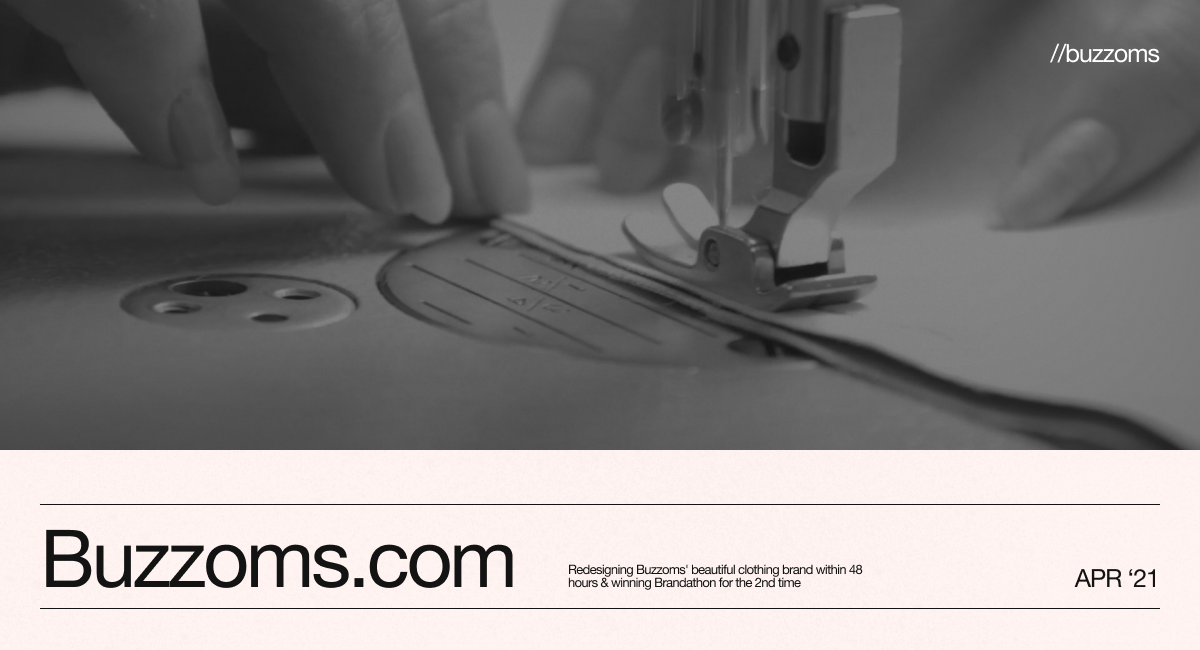 //buzzoms
Buzzoms.com
Redesigning Buzzoms' beautiful clothing brand within 48
hours & winning Brandathon for the 2nd time
APR ‘21